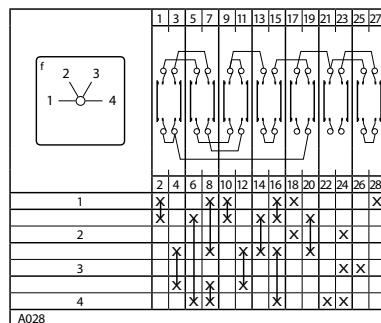 1 3 5 7 9 11 13 15 17 19 21 23 25 27
f
2 3
1 4
2 4 6 8 10 12 14 16 18 20 22 24 26 28
1 X X X X X X
X X X X X X
2 X X
X X X X X X
3 X X
X X X
4 X X X X X
A028